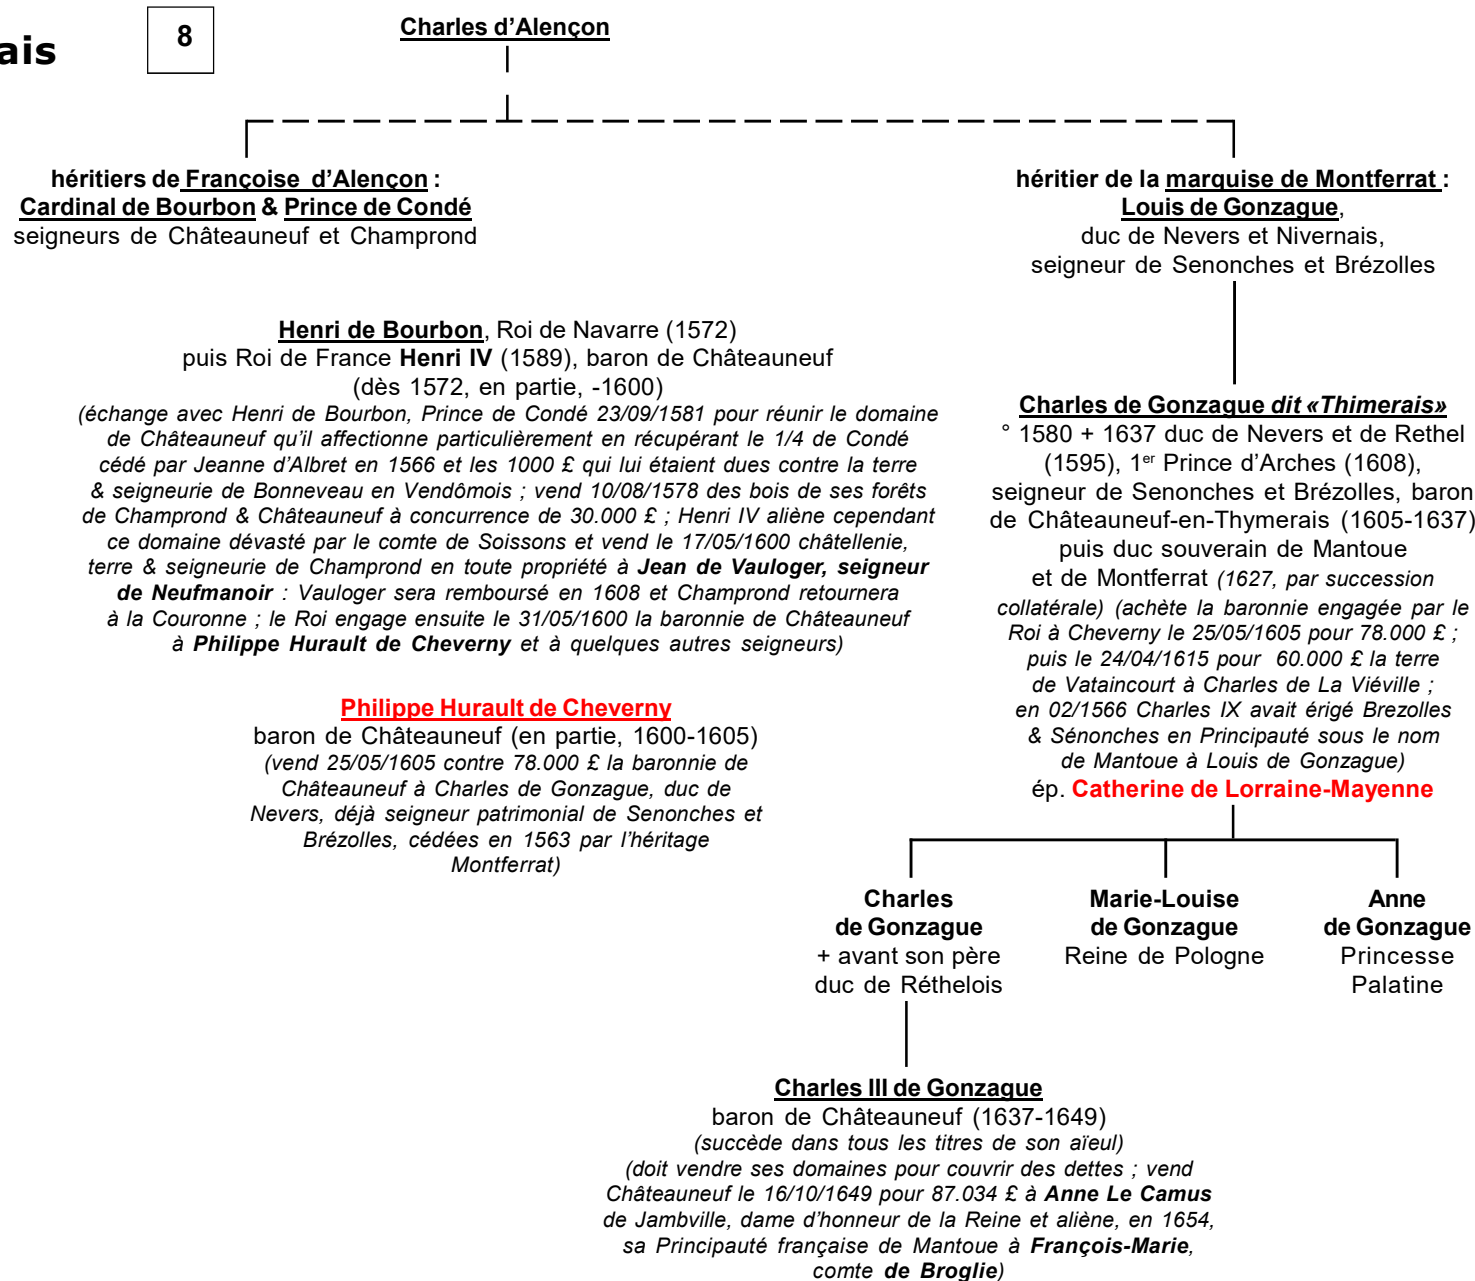 ais
8
Charles d’Alençon
héritiers de Françoise d’Alençon :
Cardinal de Bourbon & Prince de Condé
seigneurs de Châteauneuf et Champrond
héritier de la marquise de Montferrat :
Louis de Gonzague,
duc de Nevers et Nivernais,
seigneur de Senonches et Brézolles
Henri de Bourbon, Roi de Navarre (1572)
puis Roi de France Henri IV (1589), baron de Châteauneuf
(dès 1572, en partie, -1600)
(échange avec Henri de Bourbon, Prince de Condé 23/09/1581 pour réunir le domaine
de Châteauneuf qu’il affectionne particulièrement en récupérant le 1/4 de Condé
cédé par Jeanne d’Albret en 1566 et les 1000 £ qui lui étaient dues contre la terre
& seigneurie de Bonneveau en Vendômois ; vend 10/08/1578 des bois de ses forêts
de Champrond & Châteauneuf à concurrence de 30.000 £ ; Henri IV aliène cependant
ce domaine dévasté par le comte de Soissons et vend le 17/05/1600 châtellenie,
terre & seigneurie de Champrond en toute propriété à Jean de Vauloger, seigneur
de Neufmanoir : Vauloger sera remboursé en 1608 et Champrond retournera
à la Couronne ; le Roi engage ensuite le 31/05/1600 la baronnie de Châteauneuf
à Philippe Hurault de Cheverny et à quelques autres seigneurs)
Philippe Hurault de Cheverny
baron de Châteauneuf (en partie, 1600-1605)
(vend 25/05/1605 contre 78.000 £ la baronnie de
Châteauneuf à Charles de Gonzague, duc de
Nevers, déjà seigneur patrimonial de Senonches et
Brézolles, cédées en 1563 par l’héritage
Montferrat)
Charles de Gonzague dit «Thimerais»
° 1580 + 1637 duc de Nevers et de Rethel
(1595), 1er Prince d’Arches (1608),
seigneur de Senonches et Brézolles, baron
de Châteauneuf-en-Thymerais (1605-1637)
puis duc souverain de Mantoue
et de Montferrat (1627, par succession
collatérale) (achète la baronnie engagée par le
Roi à Cheverny le 25/05/1605 pour 78.000 £ ;
puis le 24/04/1615 pour 60.000 £ la terre
de Vataincourt à Charles de La Viéville ;
en 02/1566 Charles IX avait érigé Brezolles
& Sénonches en Principauté sous le nom
de Mantoue à Louis de Gonzague)
ép. Catherine de Lorraine-Mayenne
Charles
de Gonzague
+ avant son père
duc de Réthelois
Marie-Louise
de Gonzague
Reine de Pologne
Anne
de Gonzague
Princesse
Palatine
Charles III de Gonzague
baron de Châteauneuf (1637-1649)
(succède dans tous les titres de son aïeul)
(doit vendre ses domaines pour couvrir des dettes ; vend
Châteauneuf le 16/10/1649 pour 87.034 £ à Anne Le Camus
de Jambville, dame d’honneur de la Reine et aliène, en 1654,
sa Principauté française de Mantoue à François-Marie,
comte de Broglie)